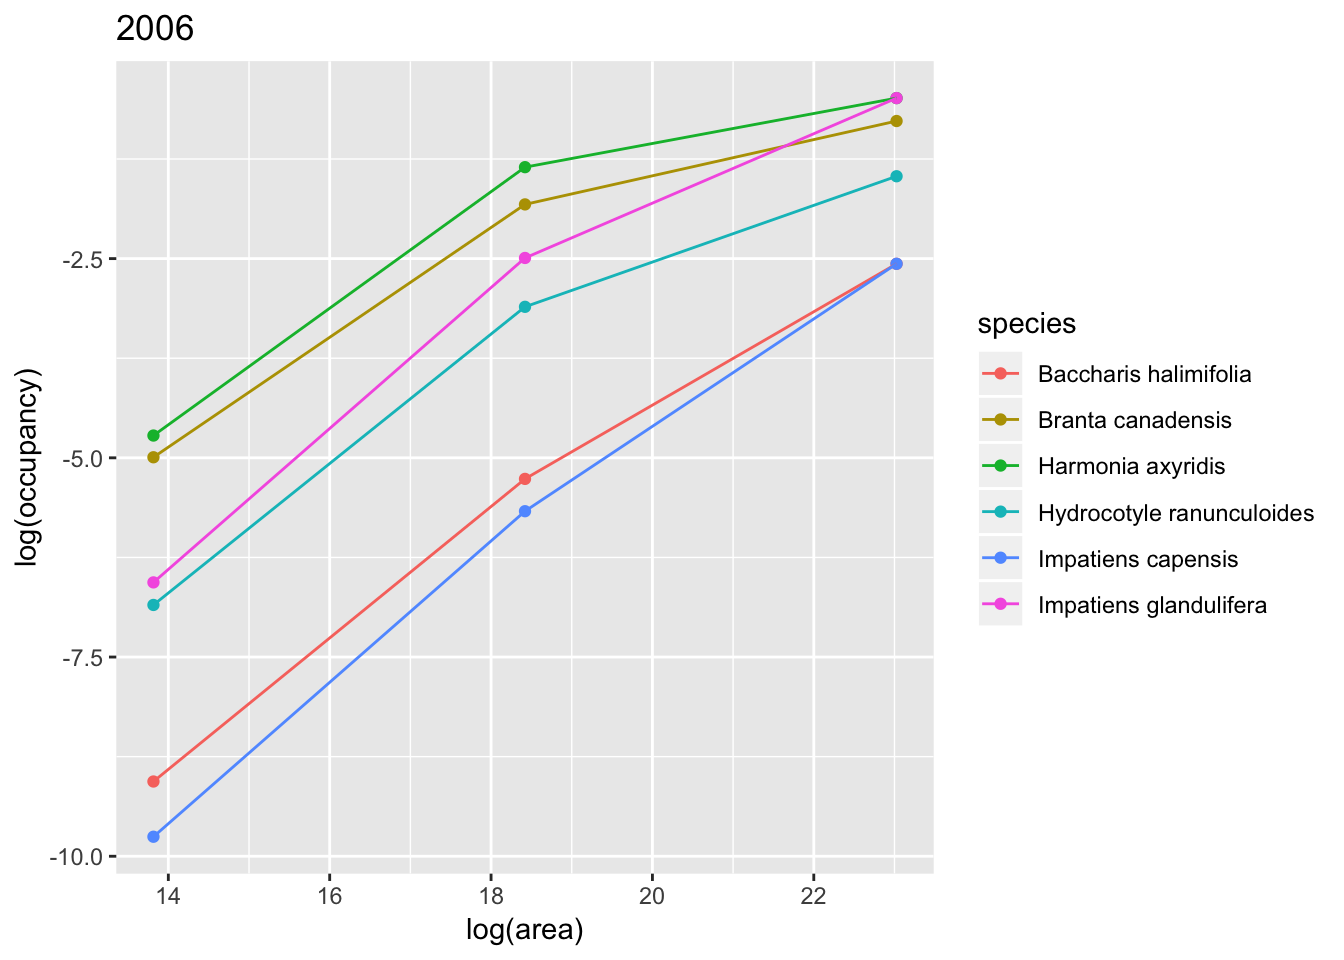 2006
log(occupancy)
-2.5
-5.0
-7.5
-10.0
14 16 18 20 22
log(area)
species
Baccharis halimifolia
Branta canadensis
Harmonia axyridis
Hydrocotyle ranunculoides
Impatiens capensis
Impatiens glandulifera